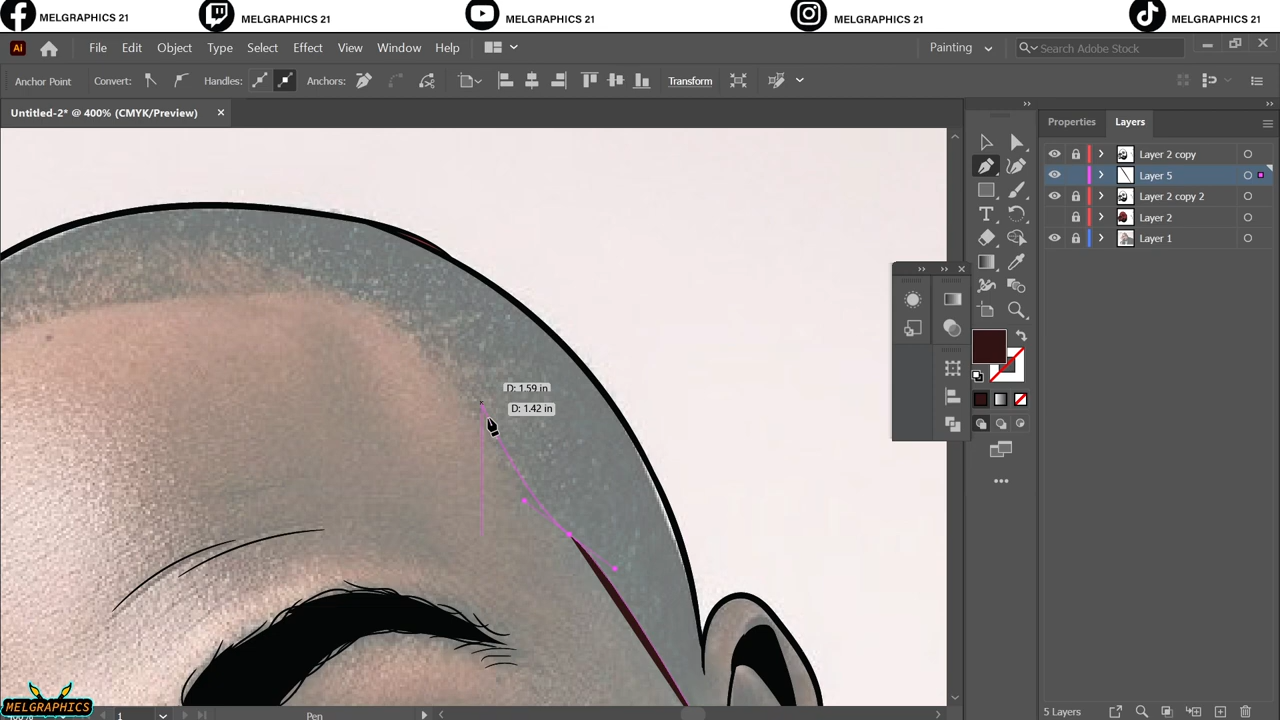 MELGRAPHICS 21 MELGRAPHICS 21 MELGRAPHICS 21 MELGRAPHICS 21 MELGRAPHICS 21
Ai File Edit Object Type Select Effect View Window Help Painting Search Adobe Stock
Anchor Point Convert: Handles: Anchors: Transform
Untitled-2* @ 400% (CMYK/Preview)
Properties Layers
Layer 2 copy
Layer 5
Layer 2 copy 2
Layer 2
Layer 1
D: 1.59 in
D: 1.42 in
MELGRAPHICS
1 Pen
5 Layers